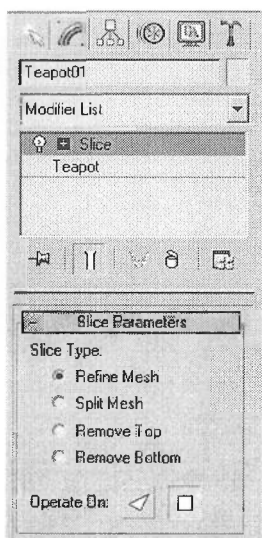 Teapot01
Modifier List
Slice
Teapot
Slice Parameters
Slice Type:
Refine Mesh
Split Mesh
Remove Top
Remove Bottom
Operate On: